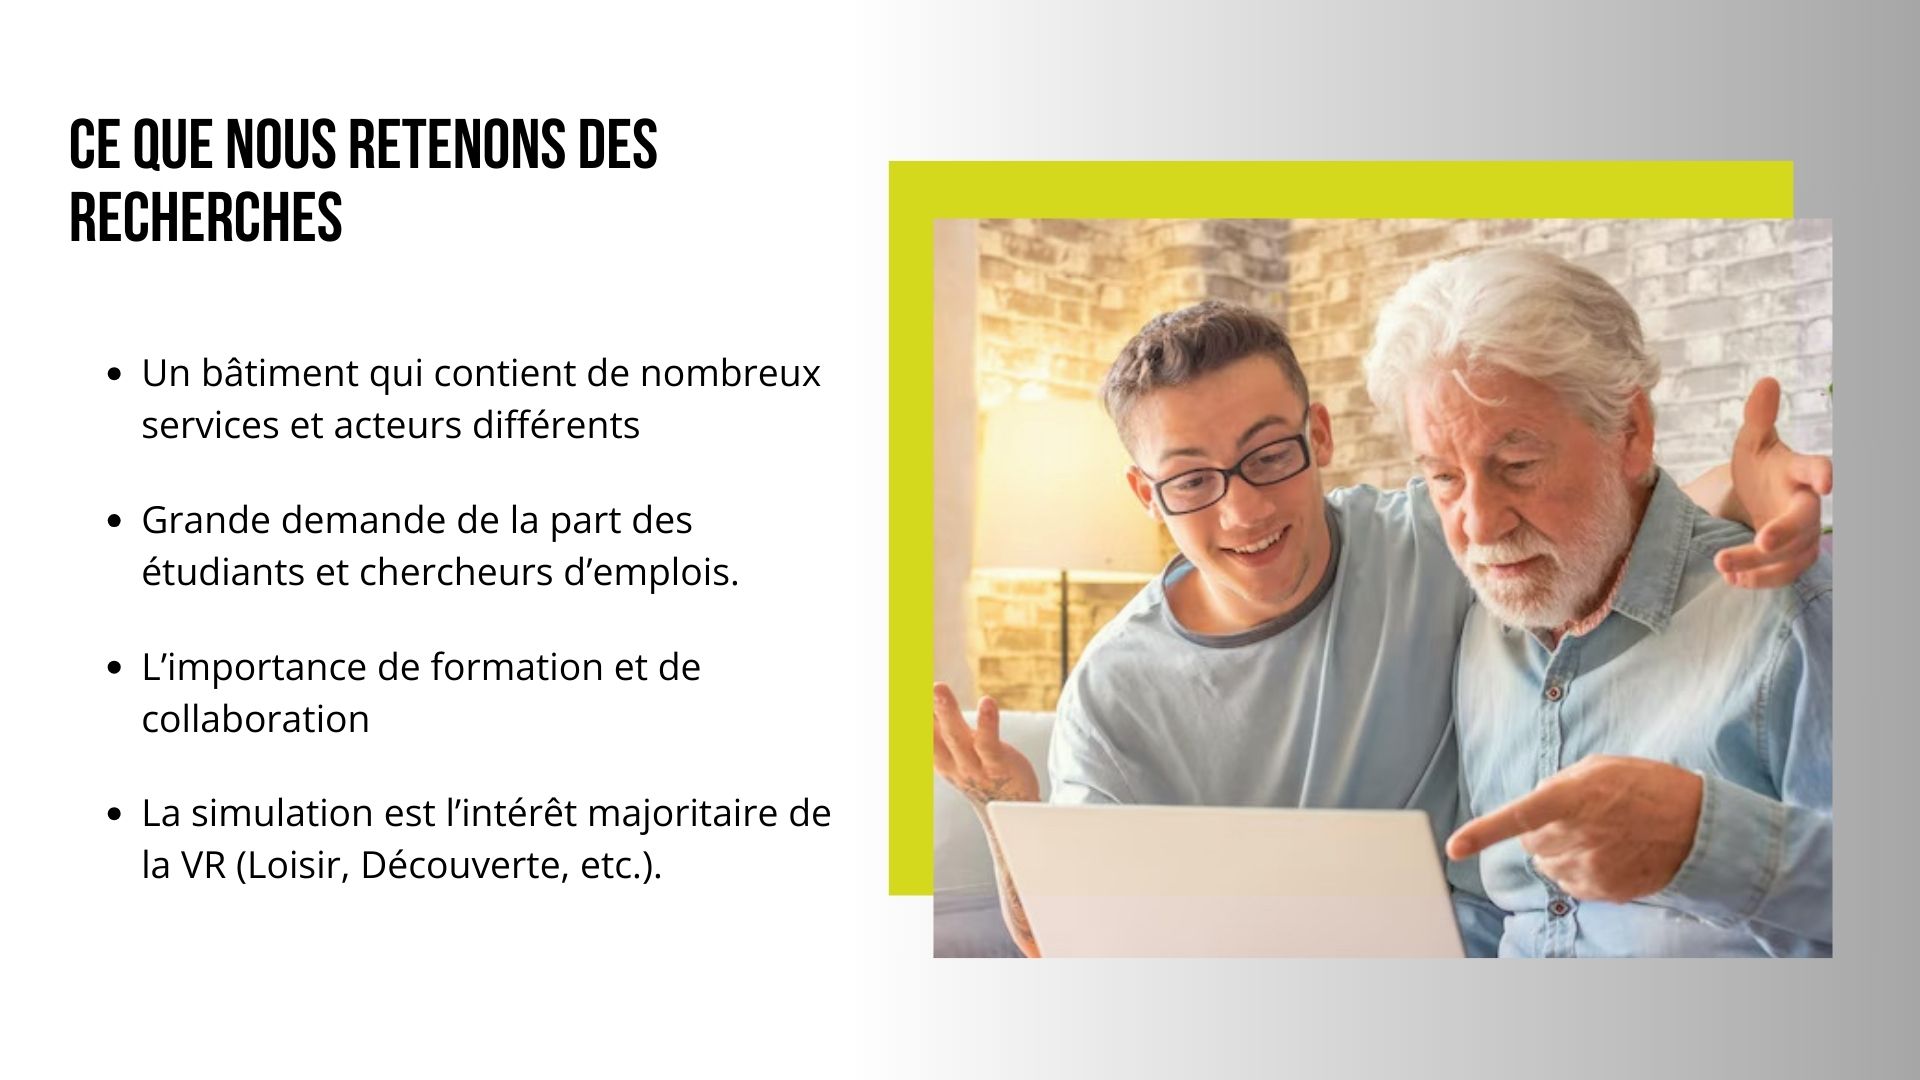 CE QUE NOUS RETENONS DES
RECHERCHES
• Un bâtiment qui contient de nombreux
services et acteurs différents
• Grande demande de la part des
étudiants et chercheurs d’emplois.
• L’importance de formation et de
collaboration
• La simulation est l’intérêt majoritaire de
la VR (Loisir, Découverte, etc.).